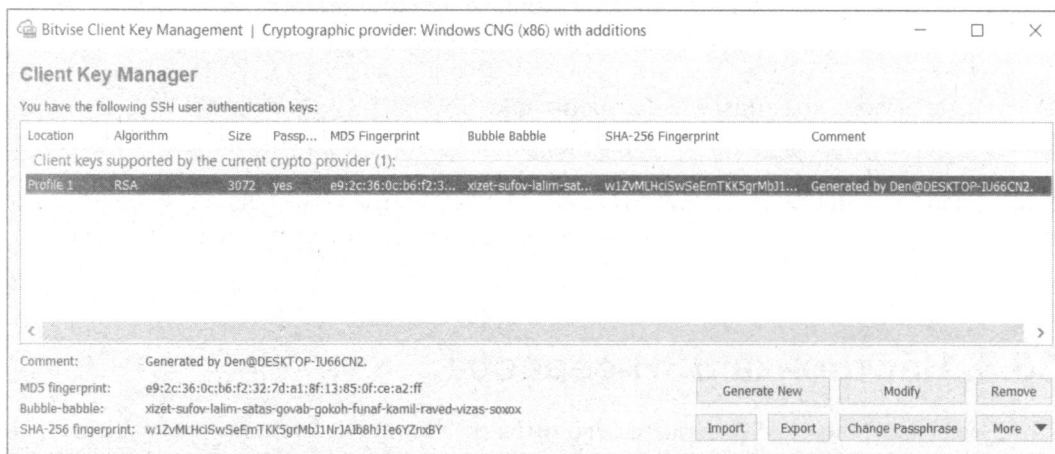 Bitvise Client Key Management | Cryptographic provider: Windows CNG (x86) with additions
Client Key Manager
You have the following SSH user authentication keys:
Location Algorithm Size Passp... MD5 Fingerprint Bubble Babble SHA-256 Fingerprint Comment
Client keys supported by the current crypto provider (1):
Profile 1 RSA 3072 yes e9:2c:36:0c:b6:f2:3... xizet-sufov-lalim-sat... w1ZvMLHciSwSeEmTKK5grMbJ1... Generated by Den@DESKTOP-IU66CN2.
Comment: Generated by Den@DESKTOP-IU66CN2.
MD5 fingerprint: e9:2c:36:0c:b6:f2:32:7d:a1:8f:13:85:0f:ce:a2:ff
Generate New Modify Remove
Bubble-babble: xizet-sufov-lalim-satas-govab-gokoh-funaf-kamil-raved-vizas-soxox
SHA-256 fingerprint: w1ZvMLHciSwSeEmTKK5grMbJ1NrJAIb8hJ1e6YZnxBY
Import Export Change Passphrase More